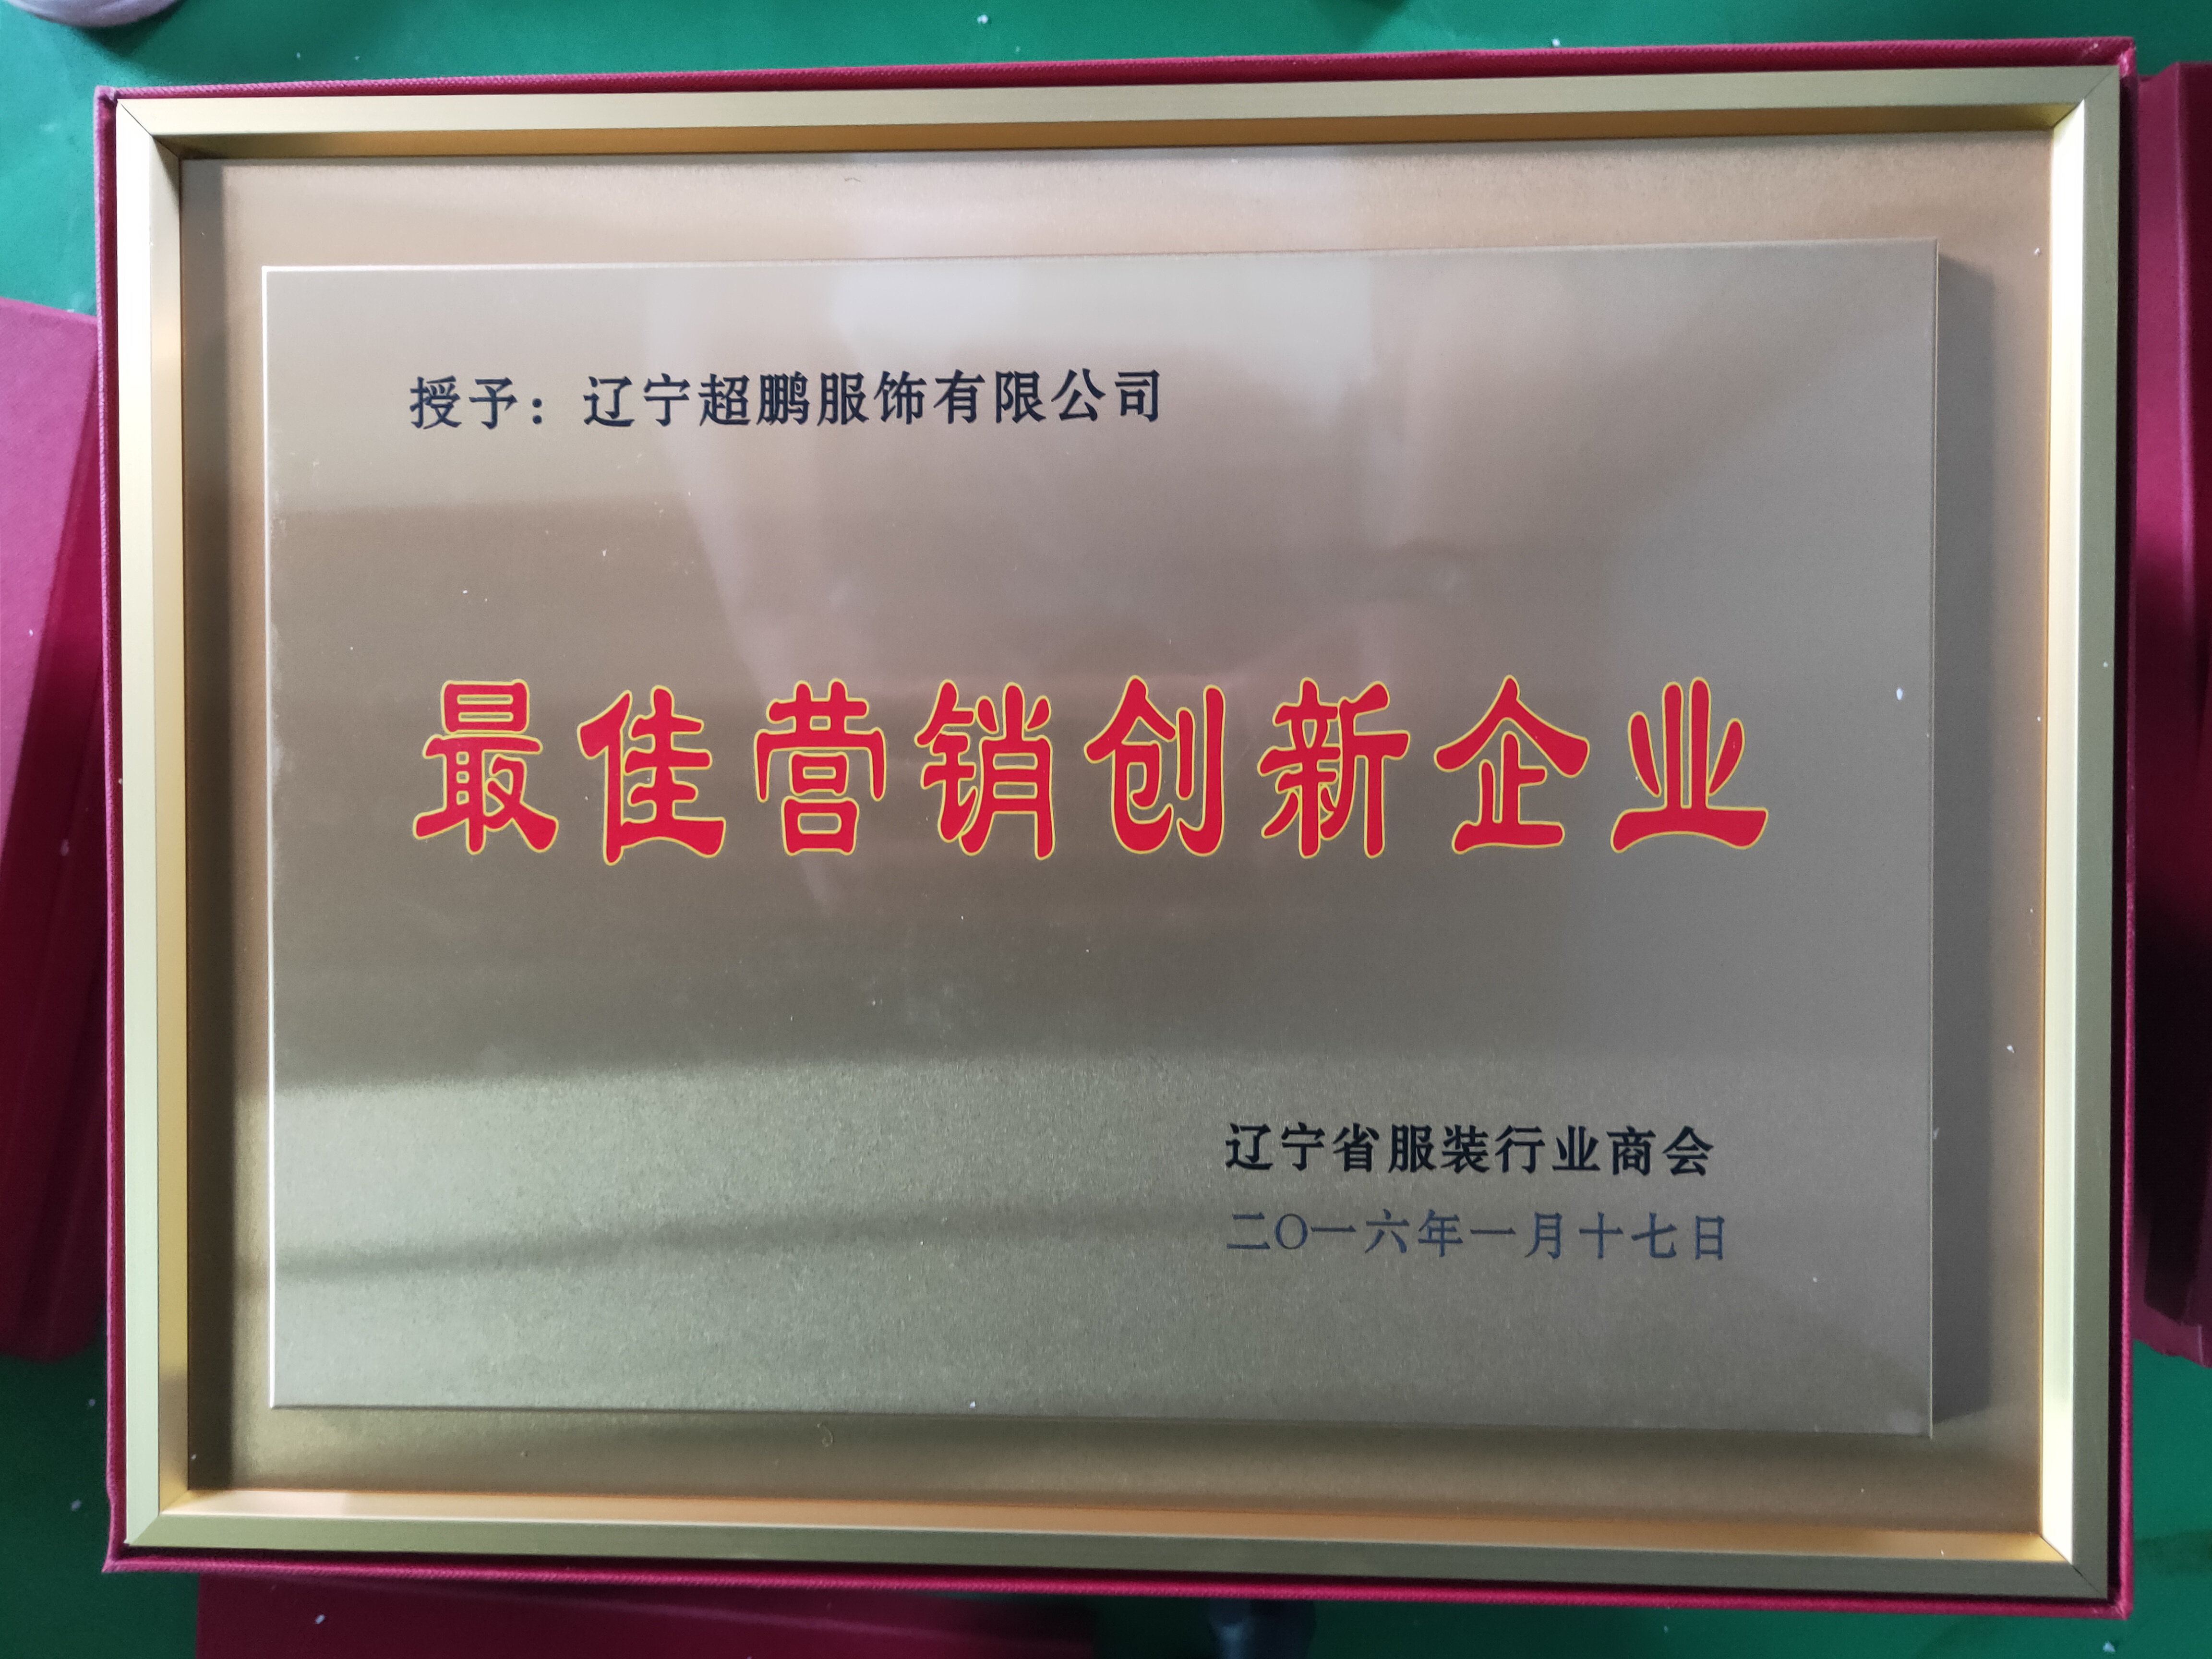 授予：辽宁超鹏服饰有限公司
最佳营销创新企业
辽宁省服装行业商会
二〇一六年一月十七日